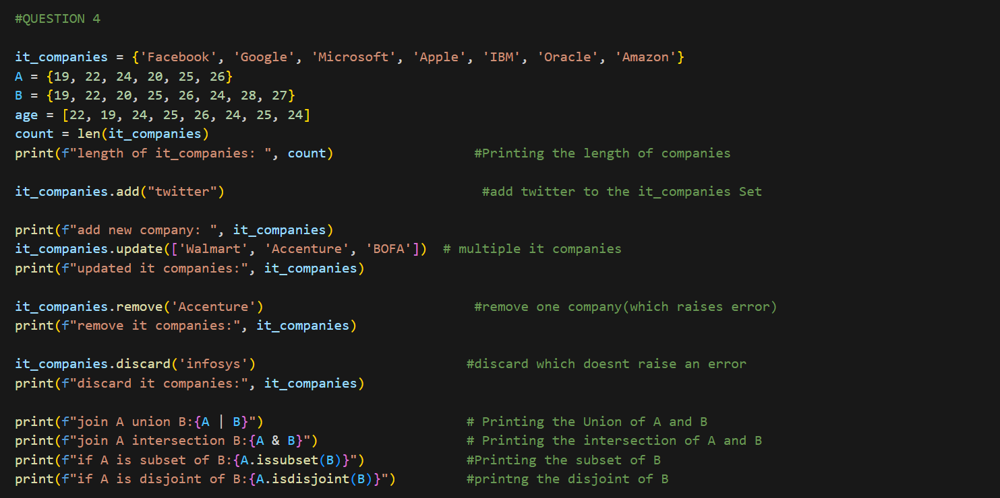 #QUESTION 4
it_companies = {'Facebook', 'Google', 'Microsoft', 'Apple', 'IBM', 'Oracle', 'Amazon'}
A = {19, 22, 24, 20, 25, 26}
B = {19, 22, 20, 25, 26, 24, 28, 27}
age = [22, 19, 24, 25, 26, 24, 25, 24]
count = len(it_companies)
print(f"length of it_companies: ", count) #Printing the length of companies
it_companies.add("twitter") #add twitter to the it_companies Set
print(f"add new company: ", it_companies)
it_companies.update(['Walmart', 'Accenture', 'BOFA']) # multiple it companies
print(f"updated it companies:", it_companies)
it_companies.remove('Accenture') #remove one company(which raises error)
print(f"remove it companies:", it_companies)
it_companies.discard('infosys') #discard which doesnt raise an error
print(f"discard it companies:", it_companies)
print(f"join A union B:{A | B}") # Printing the Union of A and B
print(f"join A intersection B:{A & B}") # Printing the intersection of A and B
print(f"if A is subset of B:{A.issubset(B)}") #Printing the subset of B
print(f"if A is disjoint of B:{A.isdisjoint(B)}") #printng the disjoint of B